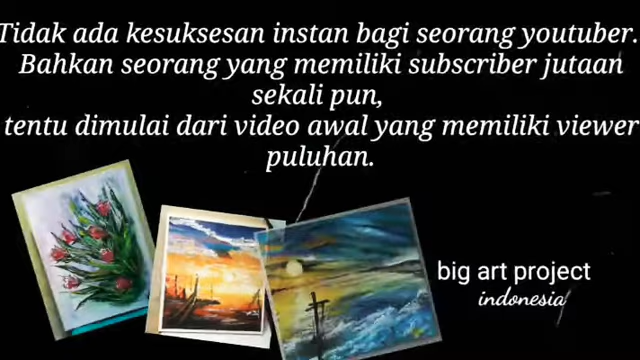 Tidak ada kesuksesan instan bagi seorang youtuber.
Bahkan seorang yang memiliki subscriber jutaan
sekali pun,
tentu dimulai dari video awal yang memiliki viewer
puluhan.
big art project
indonesia